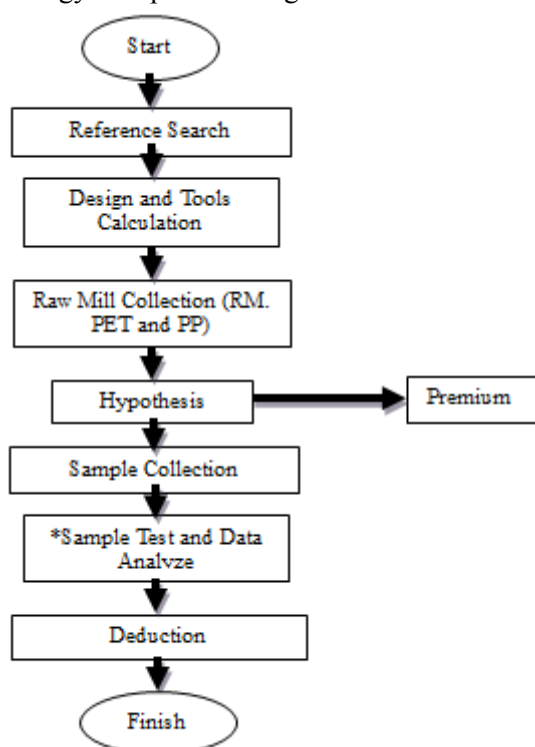 Start
Reference Search
Design and Tools
Calculation
Raw Mill Collection (RM.
PET and PP)
Hypothesis
Premium
Sample Collection
*Sample Test and Data
Analyze
Deduction
Finish